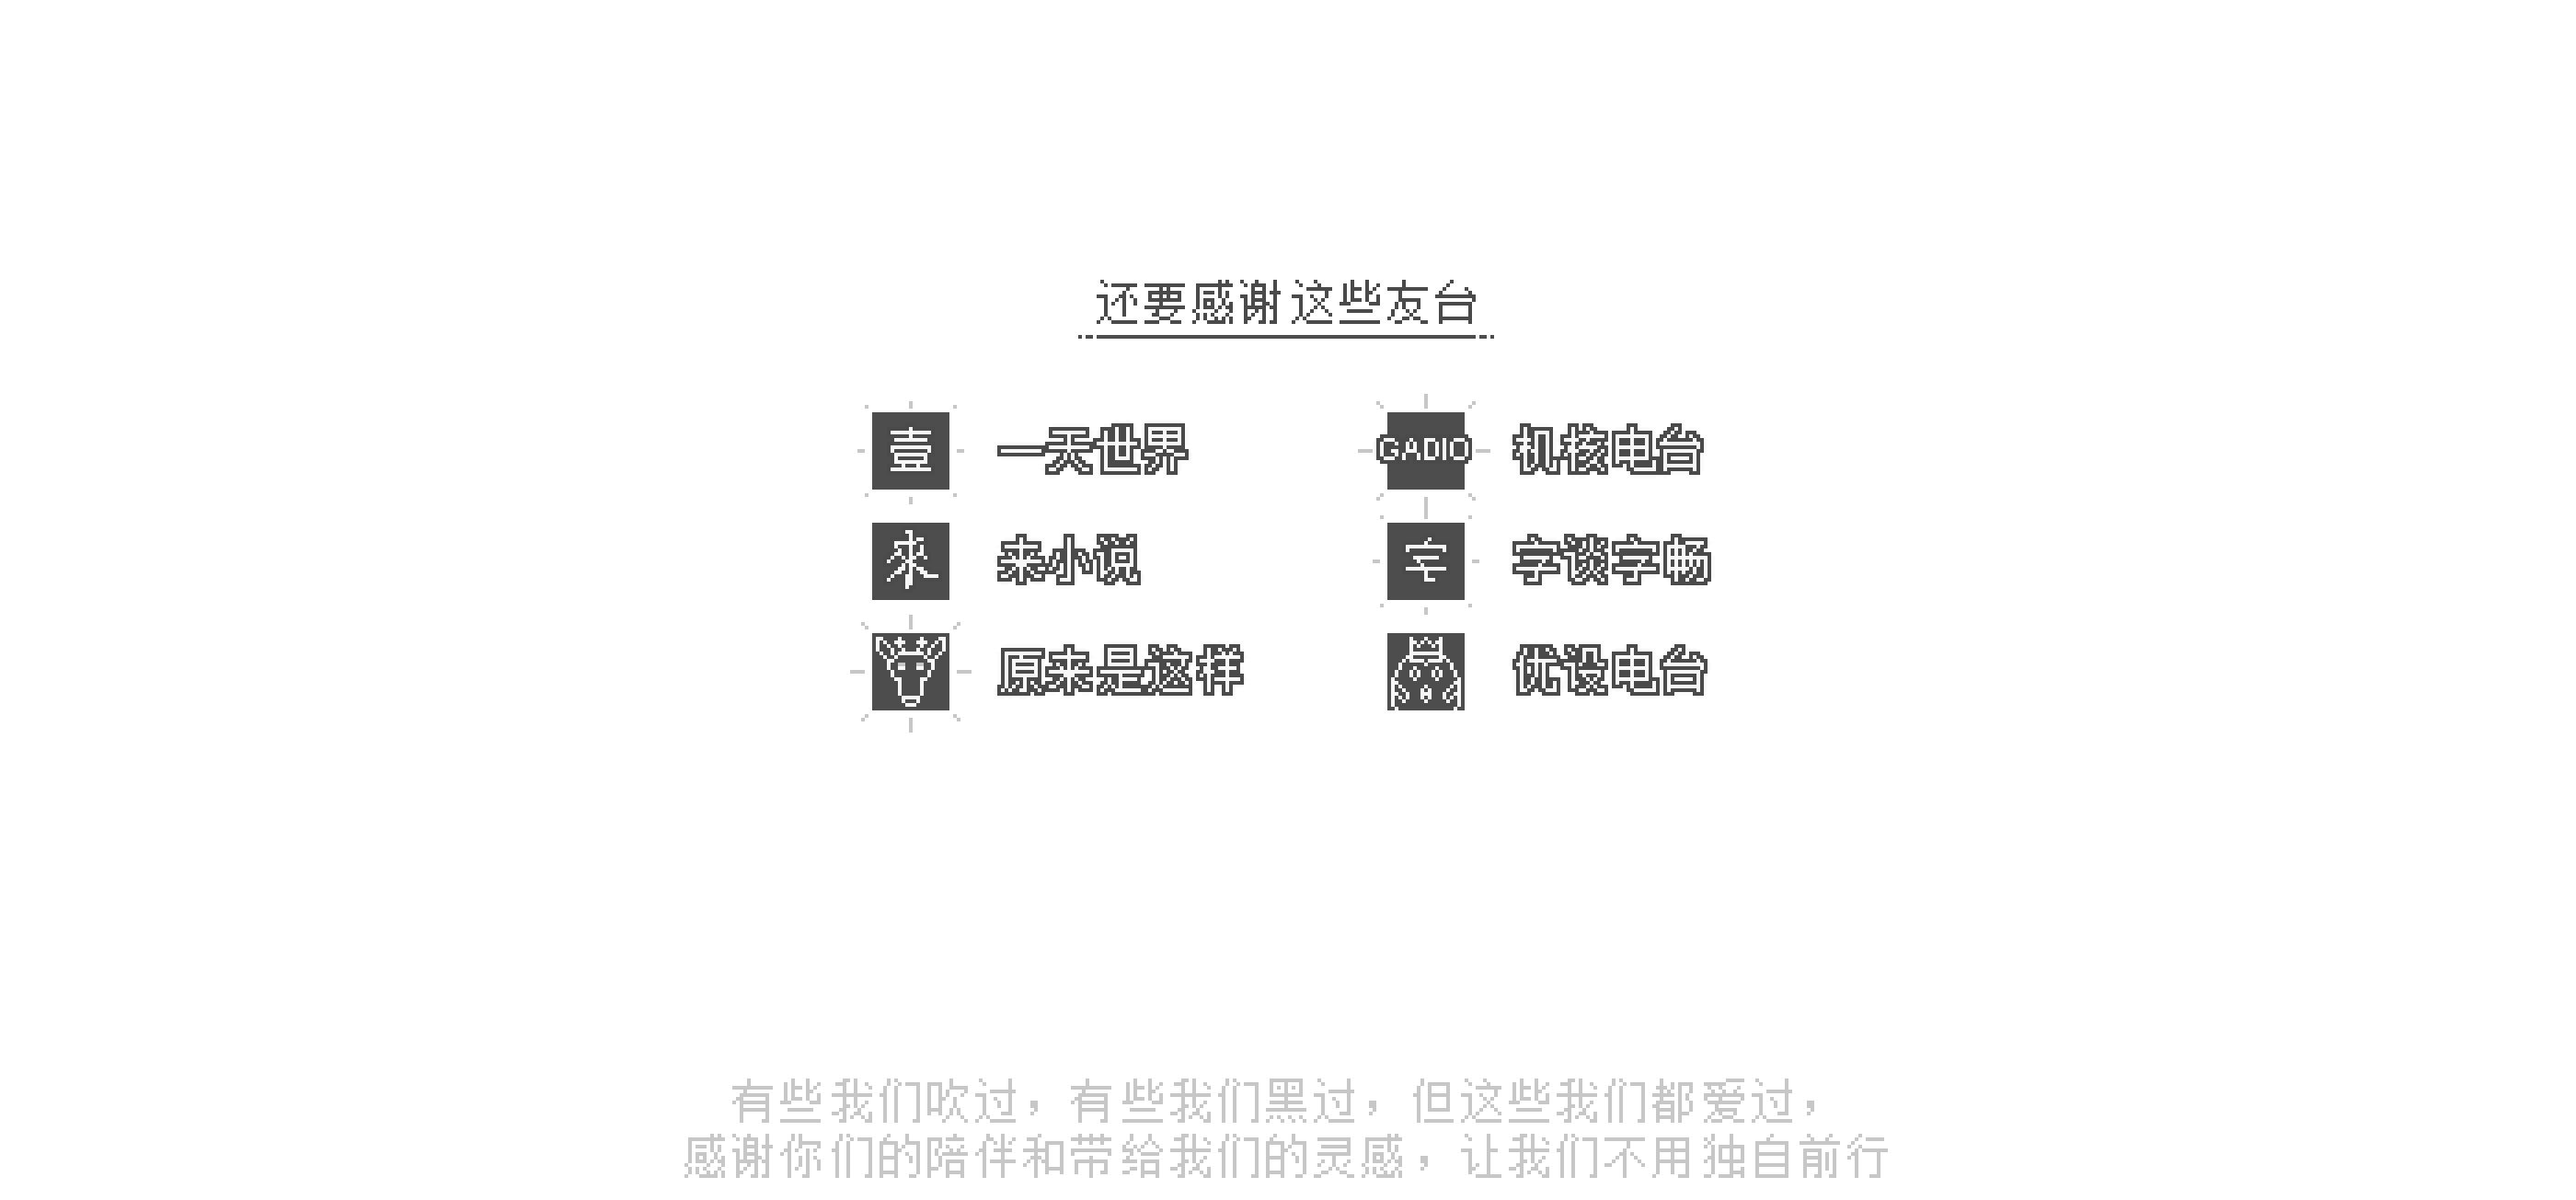 还要感谢这些友台
壹 一天世界
GADIO 机核电台
來 来小说
字谈字畅
原来是这样
优设电台
有些我们吹过，有些我们黑过，但这些我们都爱过，
感谢你们的陪伴和带给我们的灵感，让我们不用独自前行